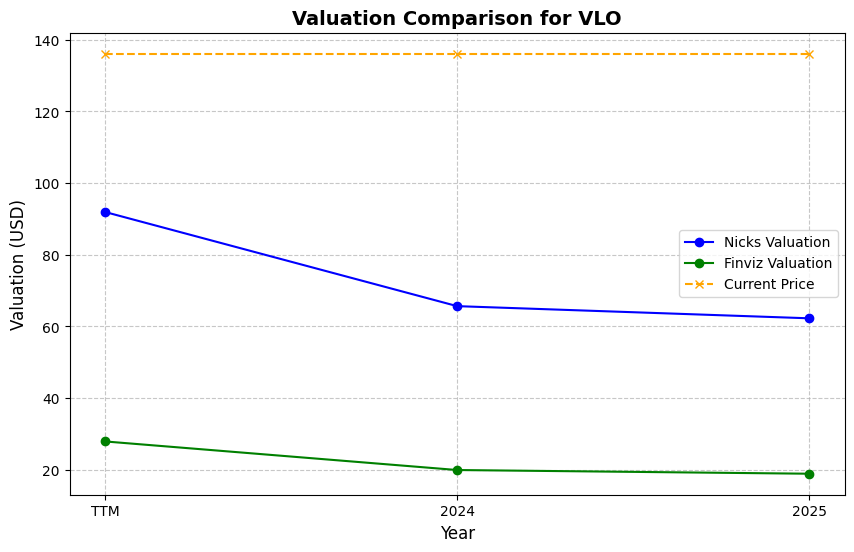 Valuation Comparison for VLO
Valuation (USD)
140
120
100
80
60
40
20
Nicks Valuation
Finviz Valuation
Current Price
TTM 2024 2025
Year